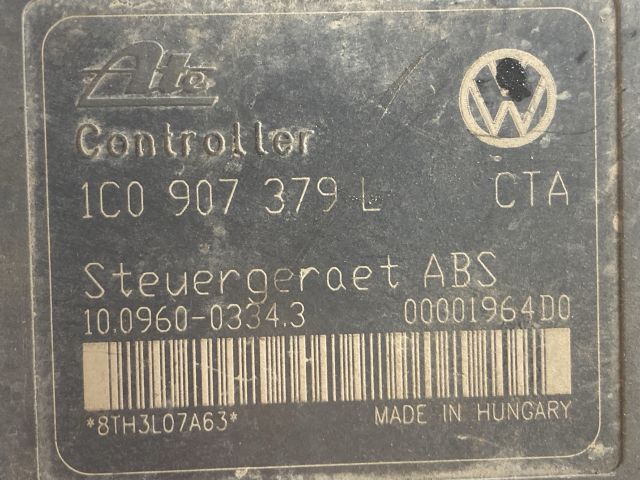 Ate
Controller
1C0 907 379 L CTA
Steuergeraet ABS
10.0960-0334.3 00001964D0
*8TH3L07A63*
MADE IN HUNGARY